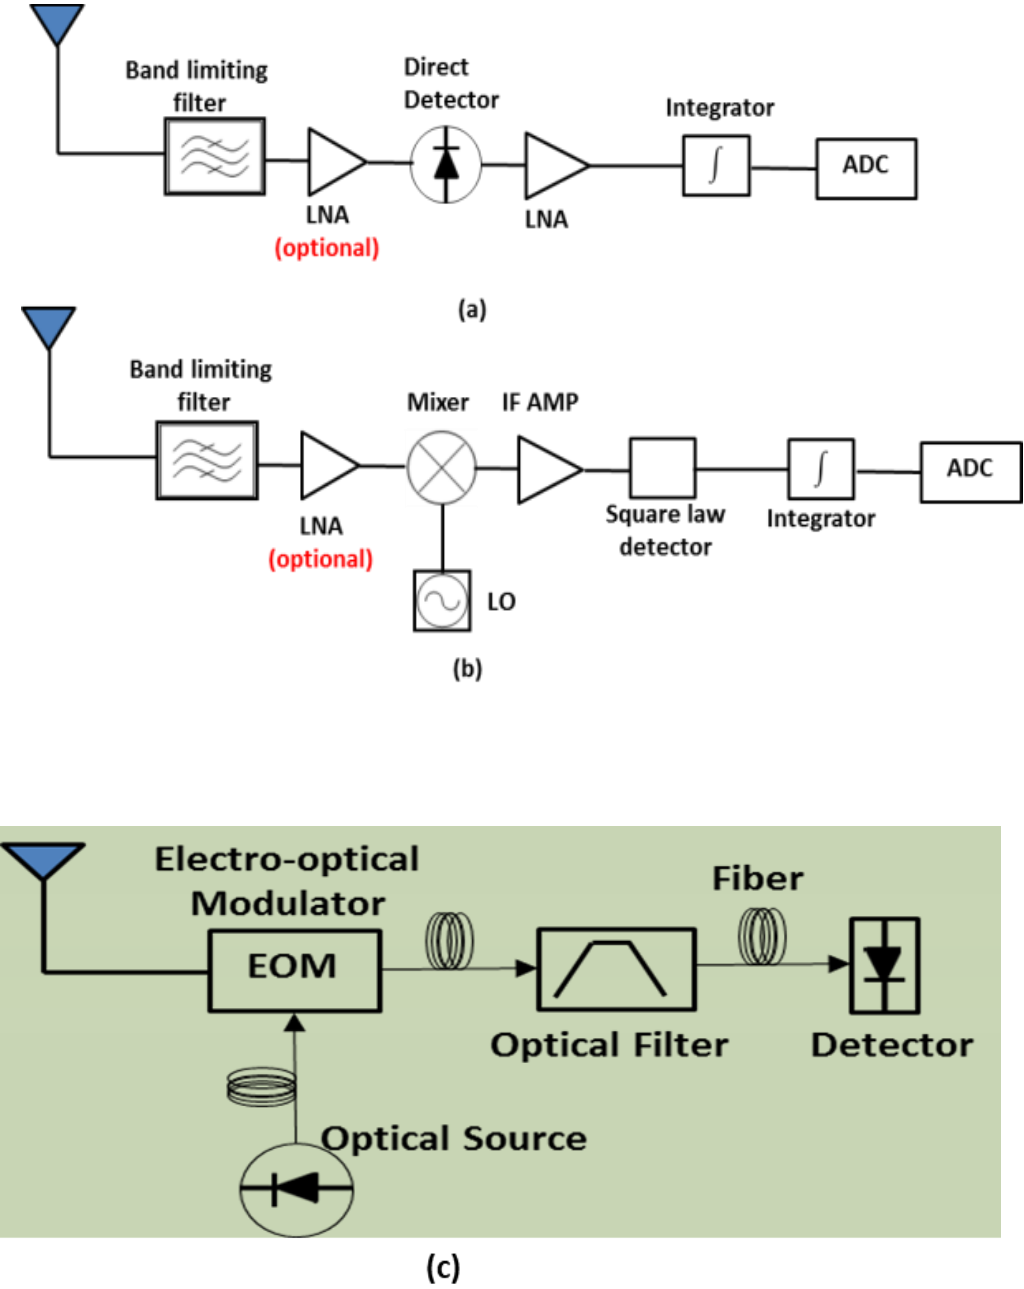 Band limiting
filter
Direct
Detector
Integrator
∫
ADC
LNA
(optional)
LNA
(a)
Band limiting
filter
Mixer
IF AMP
∫
ADC
LNA
(optional)
Square law
detector
Integrator
LO
(b)
Electro-optical
Modulator
Fiber
EOM
Optical Filter
Detector
Optical Source
(c)